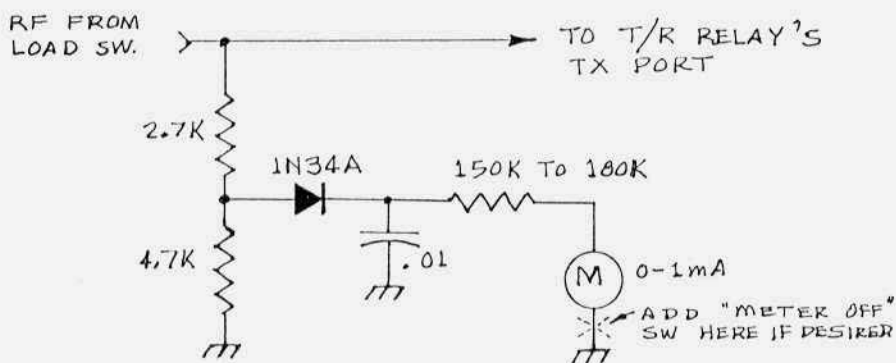 RF FROM
LOAD SW.
TO T/R RELAY'S
TX PORT
2.7K
1N34A
150K TO 180K
4.7K
.01
M
0-1mA
ADD "METER OFF"
SW HERE IF DESIRED